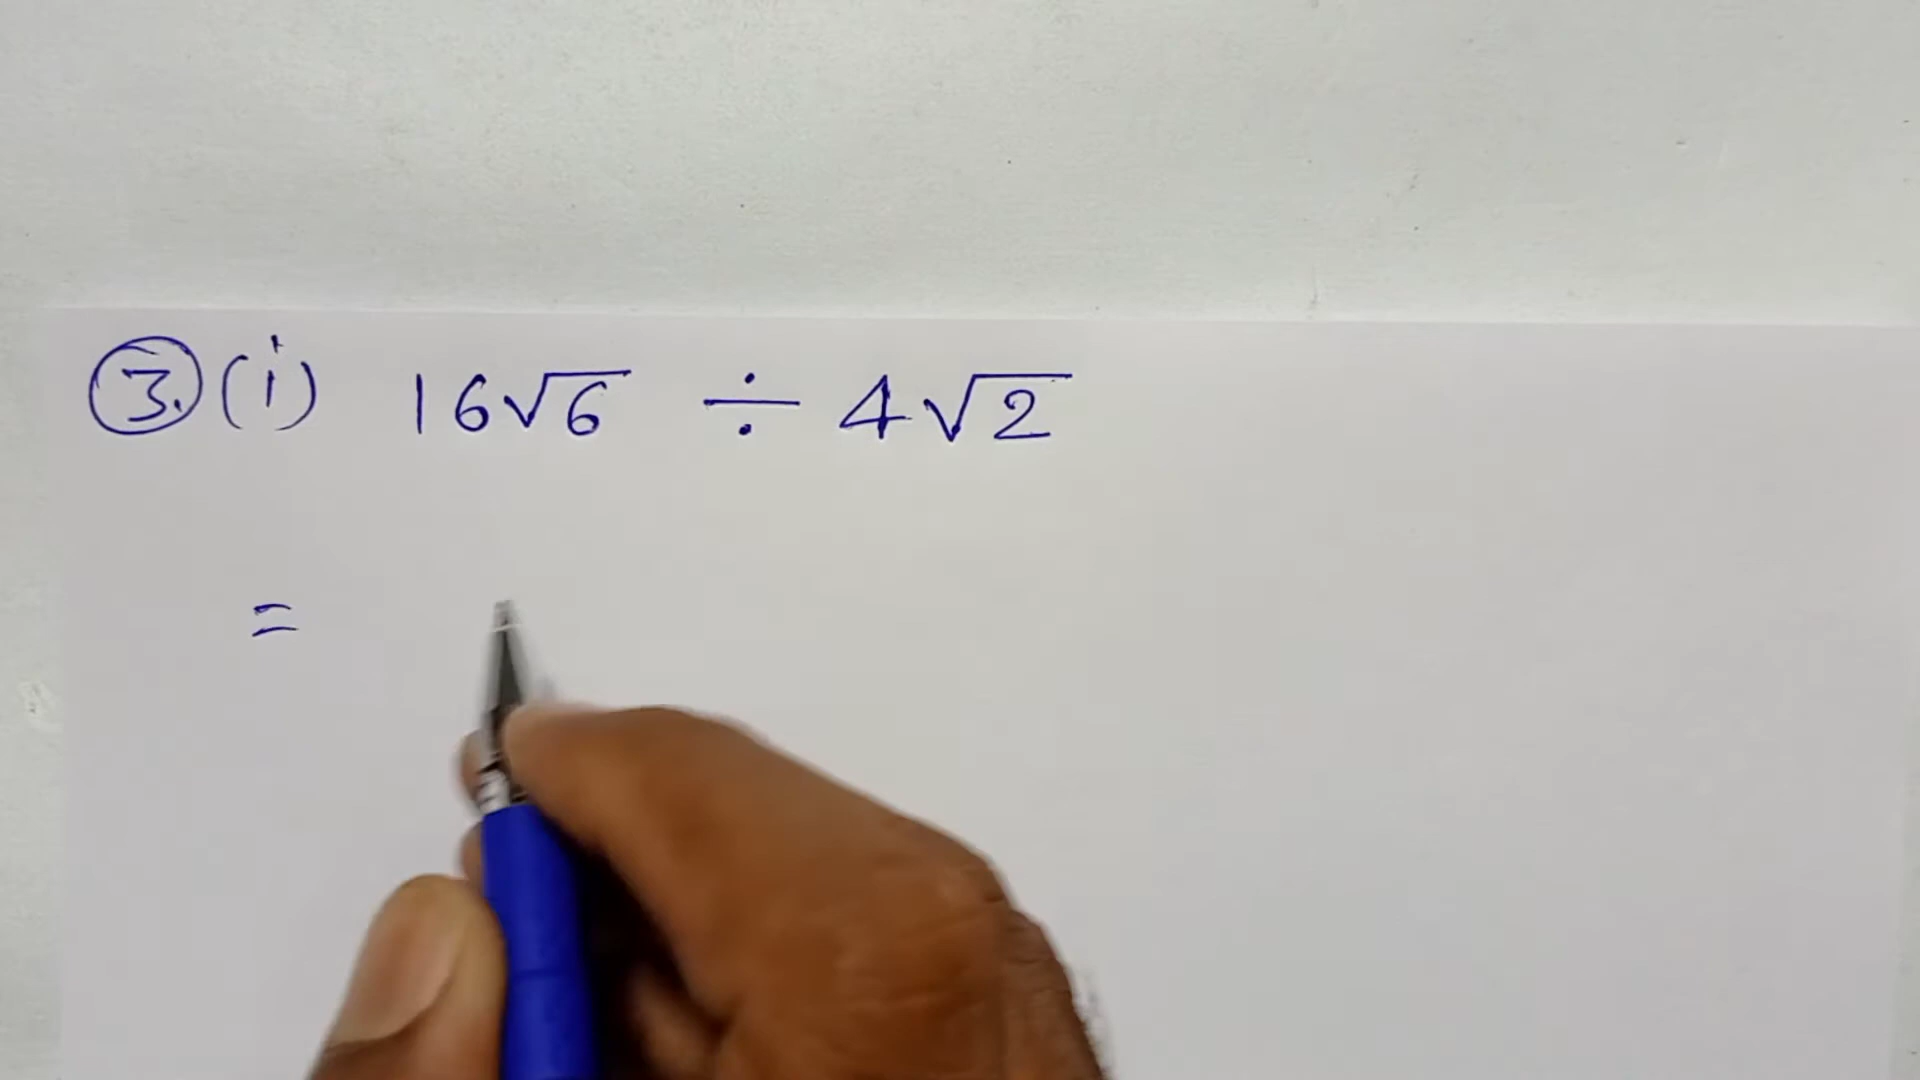 3. (i) 16√6 ÷ 4√2
=